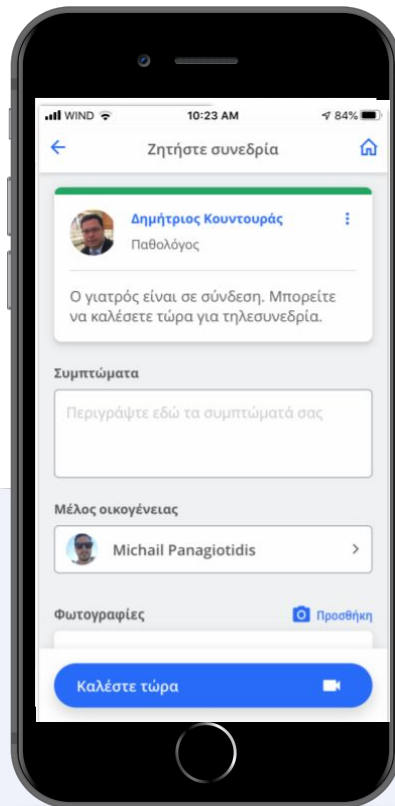 WIND 10:23 AM 84%
Ζητήστε συνεδρία
Δημήτριος Κουντουράς
Παθολόγος
Ο γιατρός είναι σε σύνδεση. Μπορείτε
να καλέσετε τώρα για τηλεσυνεδρία.
Συμπτώματα
Περιγράψτε εδώ τα συμπτώματά σας
Μέλος οικογένειας
Michail Panagiotidis
Φωτογραφίες Προσθήκη
Καλέστε τώρα